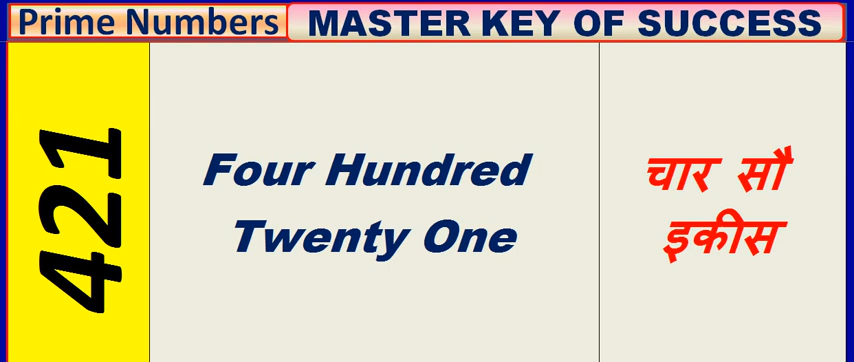 Prime Numbers
MASTER KEY OF SUCCESS
421
Four Hundred
Twenty One
चार सौ
इकीस